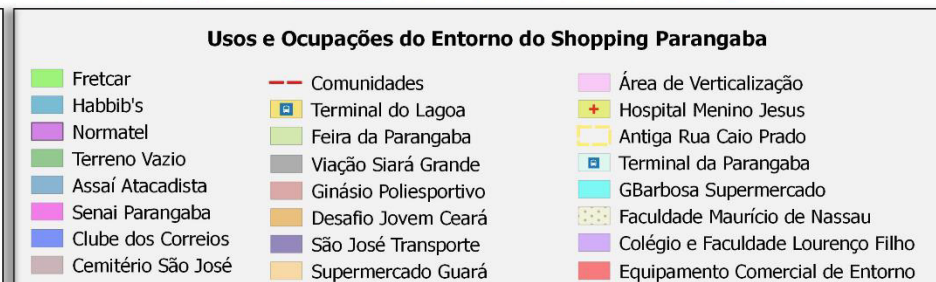 Usos e Ocupações do Entorno do Shopping Parangaba
Fretcar
Habbib's
Normatel
Terreno Vazio
Assaí Atacadista
Senai Parangaba
Clube dos Correios
Cemitério São José
Comunidades
Terminal do Lagoa
Feira da Parangaba
Viação Siará Grande
Ginásio Poliesportivo
Desafio Jovem Ceará
São José Transporte
Supermercado Guará
Área de Verticalização
Hospital Menino Jesus
Antiga Rua Caio Prado
Terminal da Parangaba
GBarbosa Supermercado
Faculdade Maurício de Nassau
Colégio e Faculdade Lourenço Filho
Equipamento Comercial de Entorno